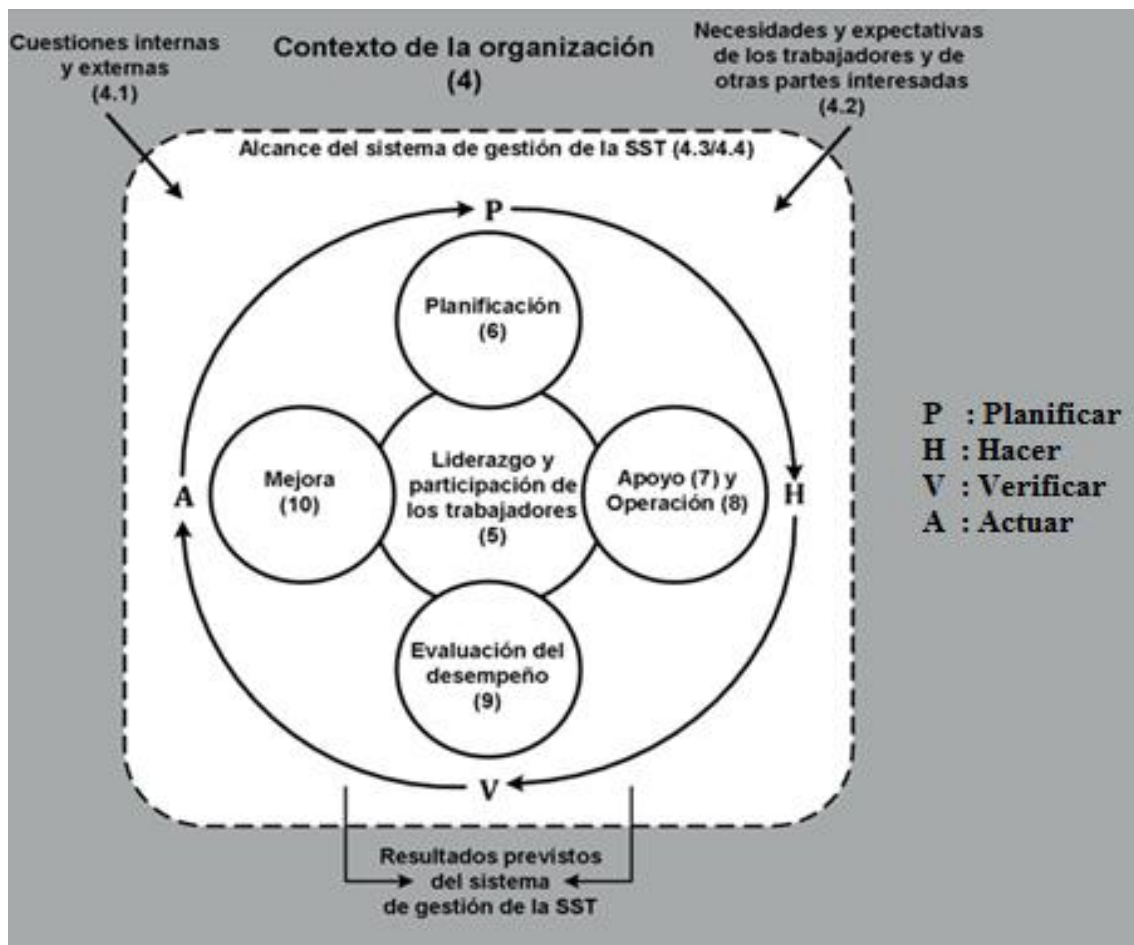 Cuestiones internas
y externas
(4.1)
Contexto de la organización
(4)
Necesidades y expectativas
de los trabajadores y de
otras partes interesadas
(4.2)
Alcance del sistema de gestión de la SST (4.3/4.4)
P
Planificación
(6)
Mejora
(10)
Liderazgo y
participación de
los trabajadores
(5)
Apoyo (7) y
Operación (8)
A
H
Evaluación del
desempeño
(9)
V
Resultados previstos
del sistema
de gestión de la SST
P : Planificar
H : Hacer
V : Verificar
A : Actuar